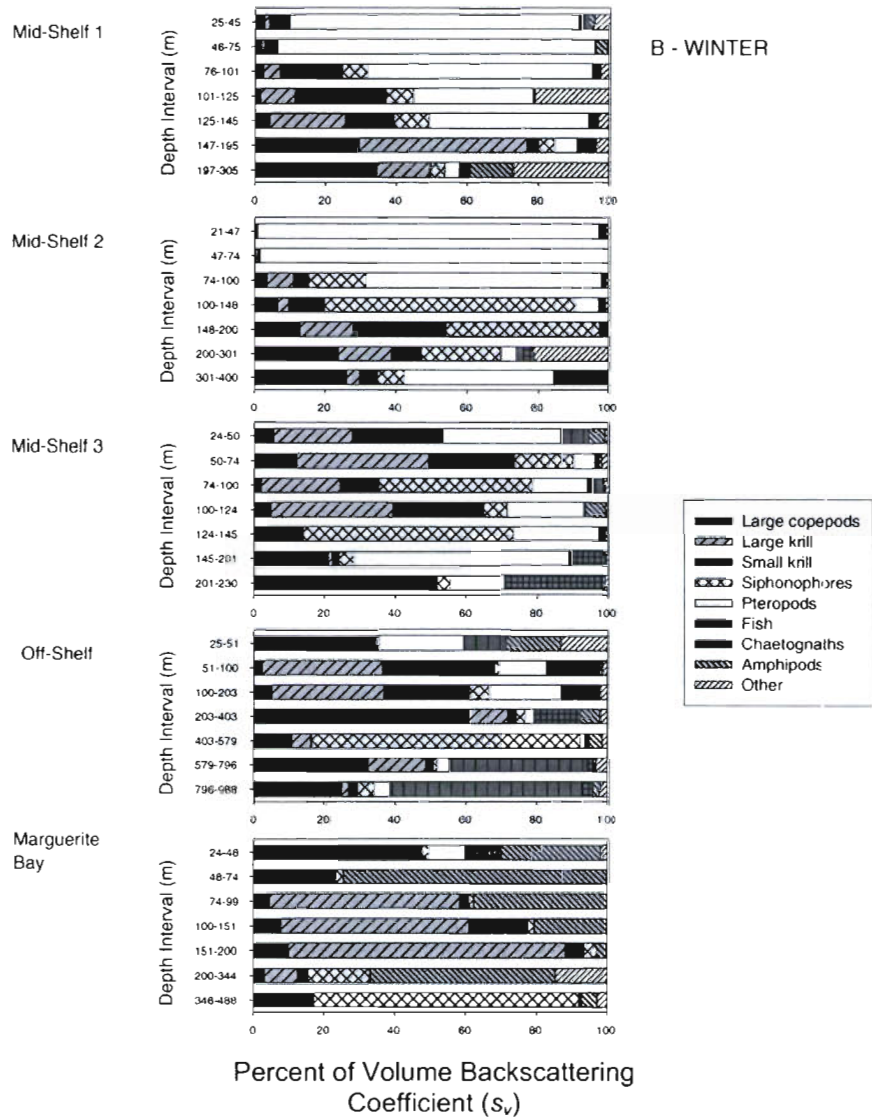 B - WINTER
Mid-Shelf 1
Depth Interval (m)
25-45
46-75
76-101
101-125
125-145
147-195
197-305
0 20 40 60 80 100
Mid-Shelf 2
Depth Interval (m)
21-47
47-74
74-100
100-148
148-200
200-301
301-400
0 20 40 60 80 100
Mid-Shelf 3
Depth Interval (m)
24-50
50-74
74-100
100-124
124-145
145-201
201-230
0 20 40 60 80 100
Off-Shelf
Depth Interval (m)
25-51
51-100
100-203
203-403
403-579
579-796
796-988
0 20 40 60 80 100
Marguerite
Bay
Depth Interval (m)
24-48
48-74
74-99
100-151
151-200
200-344
346-488
0 20 40 60 80 100
Percent of Volume Backscattering
Coefficient (sv)
Large copepods
Large krill
Small krill
Siphonophores
Pteropods
Fish
Chaetognaths
Amphipods
Other